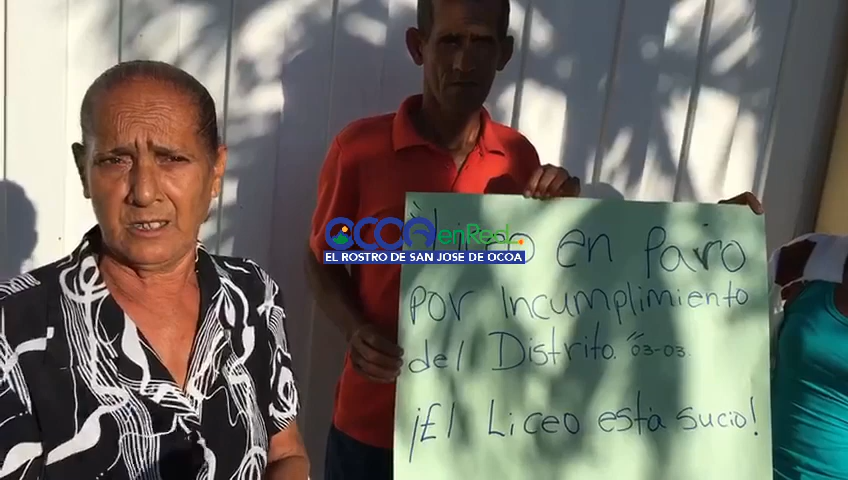 OCOA enRed
EL ROSTRO DE SAN JOSE DE OCOA
en Paro
por Incumplimiento
del Distrito. "03-03.
¡El Liceo está sucio!